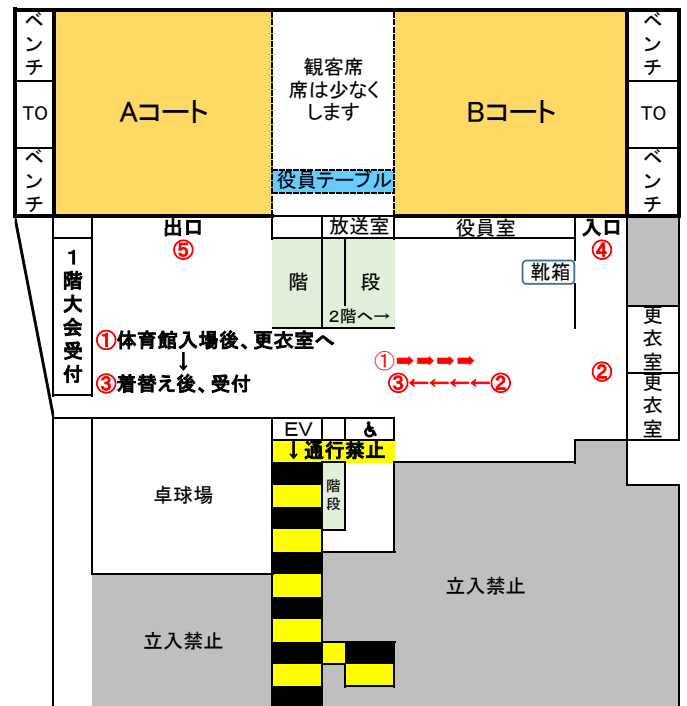 ベンチ
TO
ベンチ
Aコート
観客席
席は少なく
します
役員テーブル
Bコート
ベンチ
TO
ベンチ
出口
⑤
放送室
役員室
入口
④
1階大会受付
階
段
2階へ→
靴箱
①体育館入場後、更衣室へ
↓
③着替え後、受付
①➡➡➡➡
③←←←←②
②
更衣室
更衣室
EV
♿
↓通行禁止
卓球場
階段
立入禁止
立入禁止